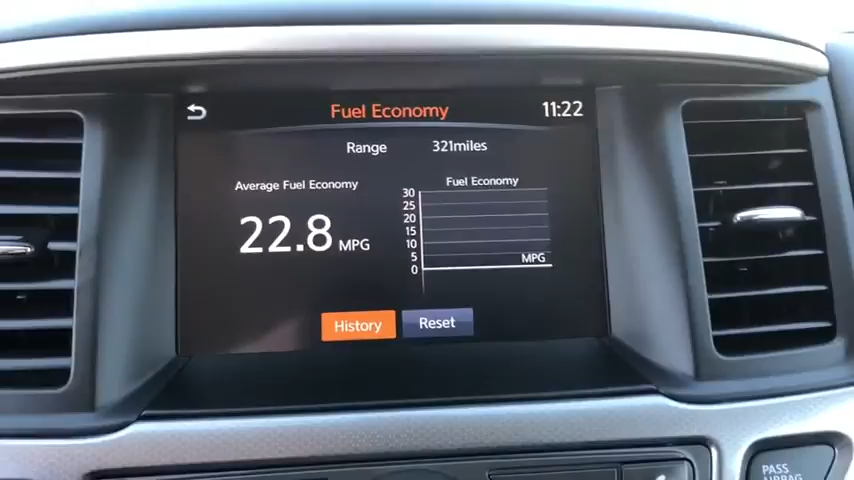 Fuel Economy
11:22
Range 321miles
Average Fuel Economy
22.8 MPG
Fuel Economy
30
25
20
15
10
5
0
MPG
History
Reset
PASS
AIRBAG